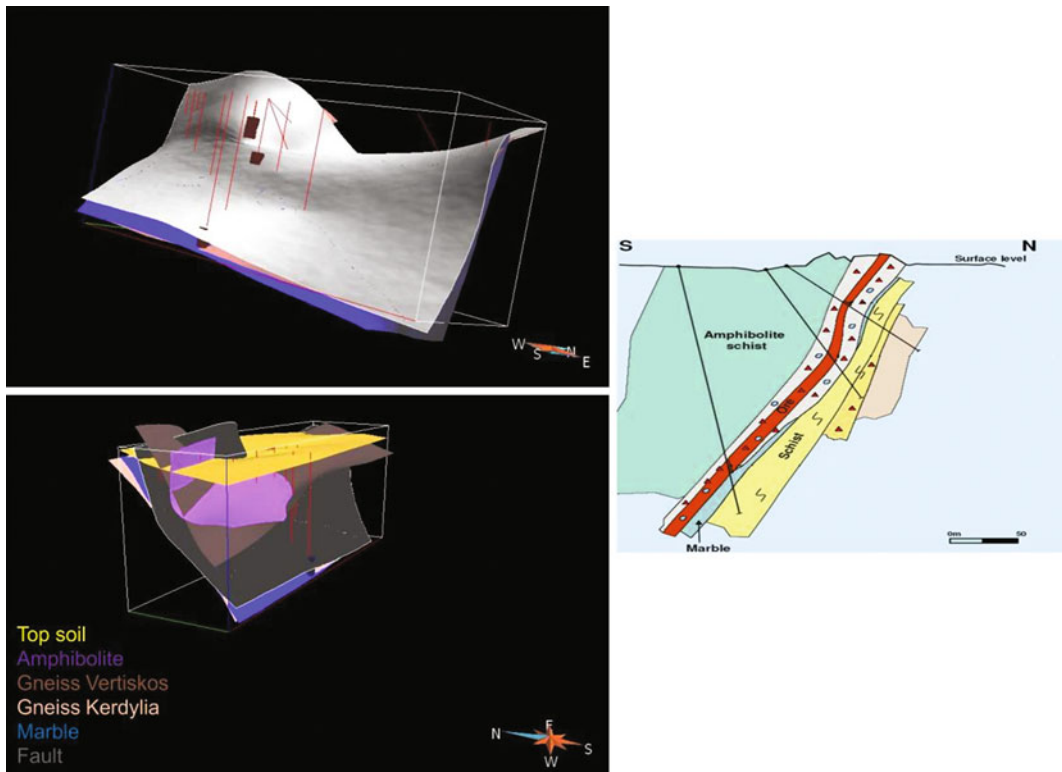 W
S
N
E
Top soil
Amphibolite
Gneiss Vertiskos
Gneiss Kerdylia
Marble
Fault
N
E
S
W
S
N
Surface level
Amphibolite
schist
Ore
Schist
Marble
0m
50